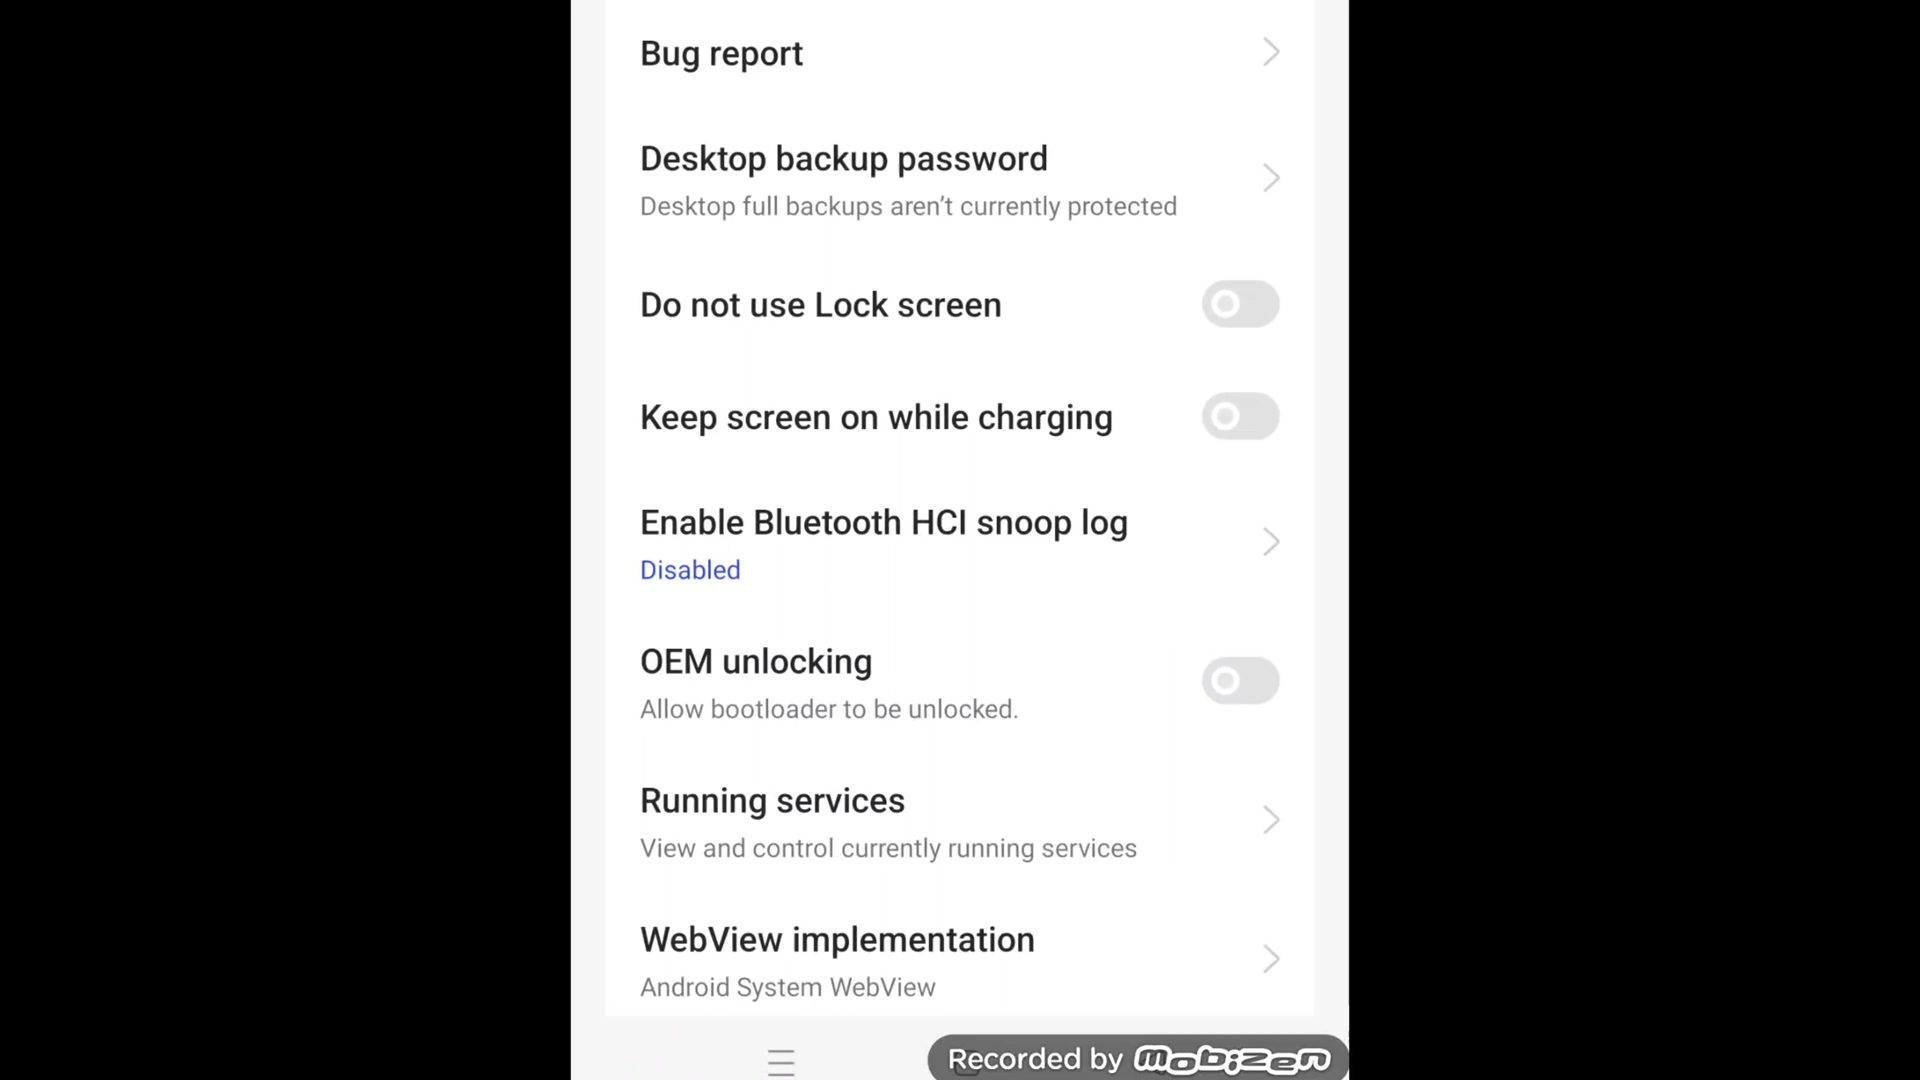 Bug report
Desktop backup password
Desktop full backups aren’t currently protected
Do not use Lock screen
Keep screen on while charging
Enable Bluetooth HCI snoop log
Disabled
OEM unlocking
Allow bootloader to be unlocked.
Running services
View and control currently running services
WebView implementation
Android System WebView
Recorded by mobizen